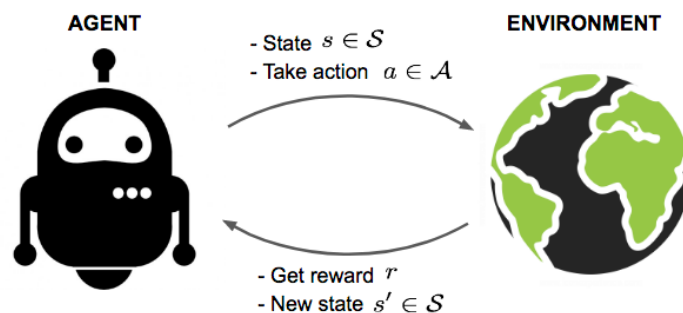 AGENT
ENVIRONMENT
- State s ∈ 𝒮
- Take action a ∈ 𝒜
- Get reward r
- New state s′ ∈ 𝒮